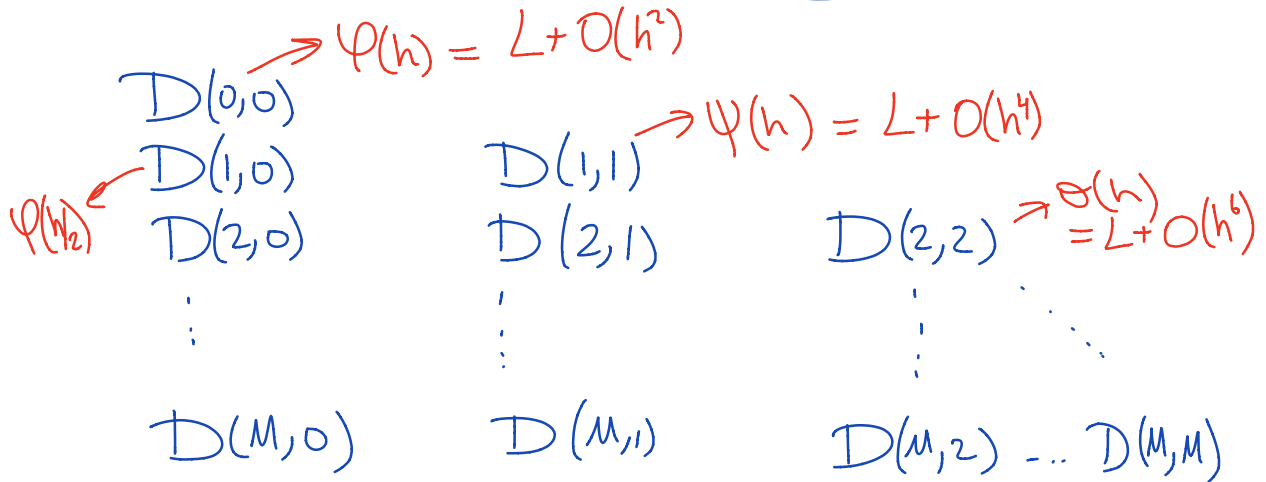 D(0,0) → φ(h) = L + O(h²)
D(1,0) D(1,1) → ψ(h) = L + O(h⁴)
φ(h/2) D(2,0) D(2,1) D(2,2) → θ(h)
= L + O(h⁶)
D(M,0) D(M,1) D(M,2) ... D(M,M)